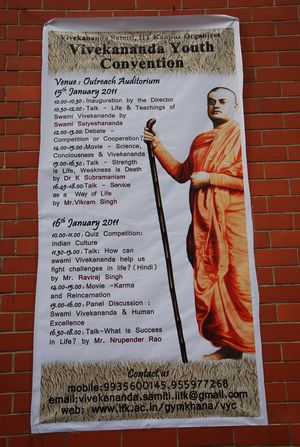 Vivekananda Samiti, IIT Kanpur Organizes
Vivekananda Youth
Convention
Venue : Outreach Auditorium
15th January 2011
10.00-10.30: Inauguration by the Director
10.30-12.00: Talk - Life & Teachings of
Swami Vivekananda by
Swami Satyeshananda
12.00-13.00 Debate -
Competition or Cooperation
14.00-15.00: Movie - Science,
Conciousness & Vivekananda
15.00-16.30: Talk - Strength
is Life, Weakness is Death
by Dr K Subramaniam
16.45-18.00: Talk - Service
as a Way of Life
by Mr.Vikram Singh
16th January 2011
10.00-11.00: Quiz Competition:
Indian Culture
11.30-13.00: Talk: How can
swami vivekananda help us
fight challenges in life? (Hindi)
by Mr. Raviraj Singh
14.00-15.00: Movie -Karma
and Reincarnation
15.00-16.00: Panel Discussion :
Swami Vivekananda & Human
Excellence
16.30-18.00: Talk-What is Success
in Life? by Mr. Nrupender Rao
Contact us
mobile:9935600145,955977268
email:vivekananda.samiti.iitk@gmail.com
web: www.iitk.ac.in/gymkhana/vyc